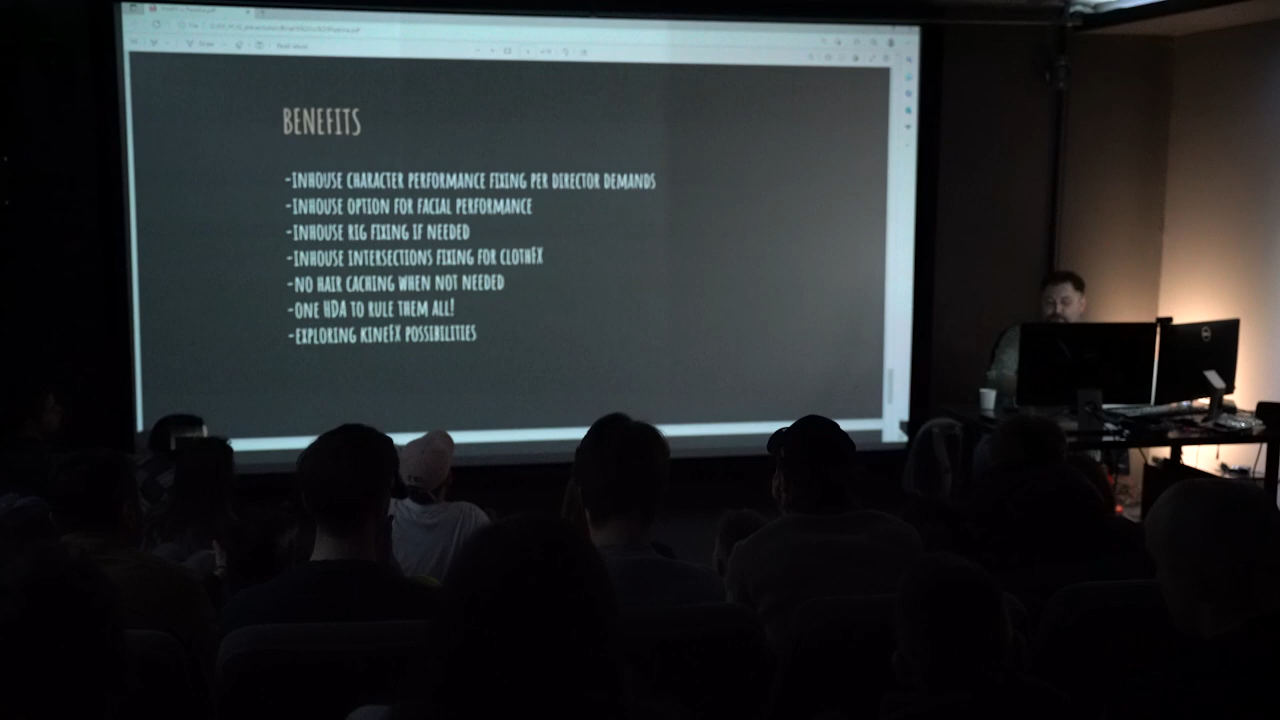 BENEFITS
-INHOUSE CHARACTER PERFORMANCE FIXING PER DIRECTOR DEMANDS
-INHOUSE OPTION FOR FACIAL PERFORMANCE
-INHOUSE RIG FIXING IF NEEDED
-INHOUSE INTERSECTIONS FIXING FOR CLOTHFX
-NO HAIR CACHING WHEN NOT NEEDED
-ONE HDA TO RULE THEM ALL!
-EXPLORING KINEFX POSSIBILITIES